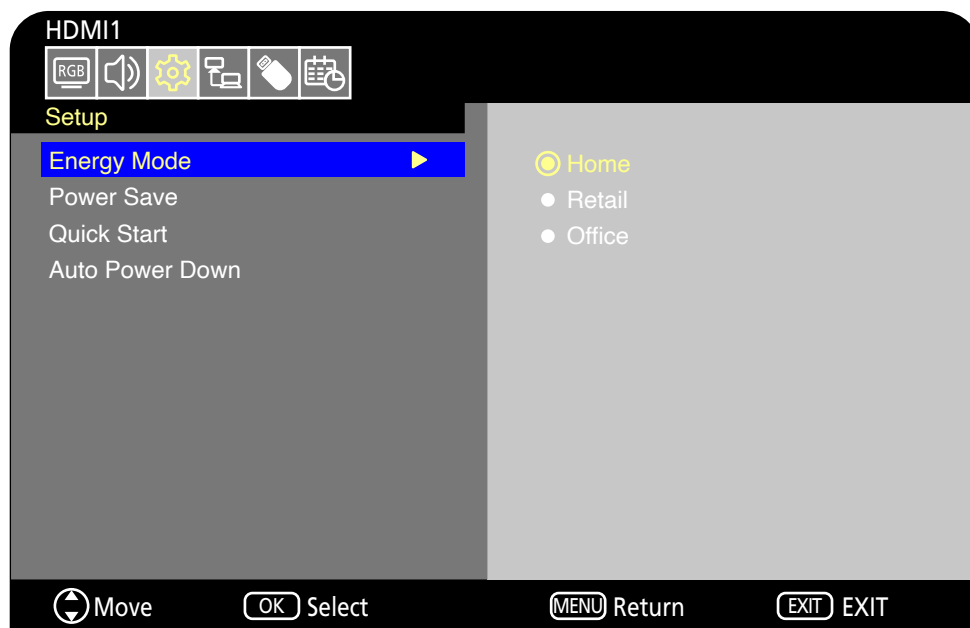 HDMI1
RGB
Setup
Energy Mode
Power Save
Quick Start
Auto Power Down
Home
Retail
Office
Move OK Select MENU Return EXIT EXIT